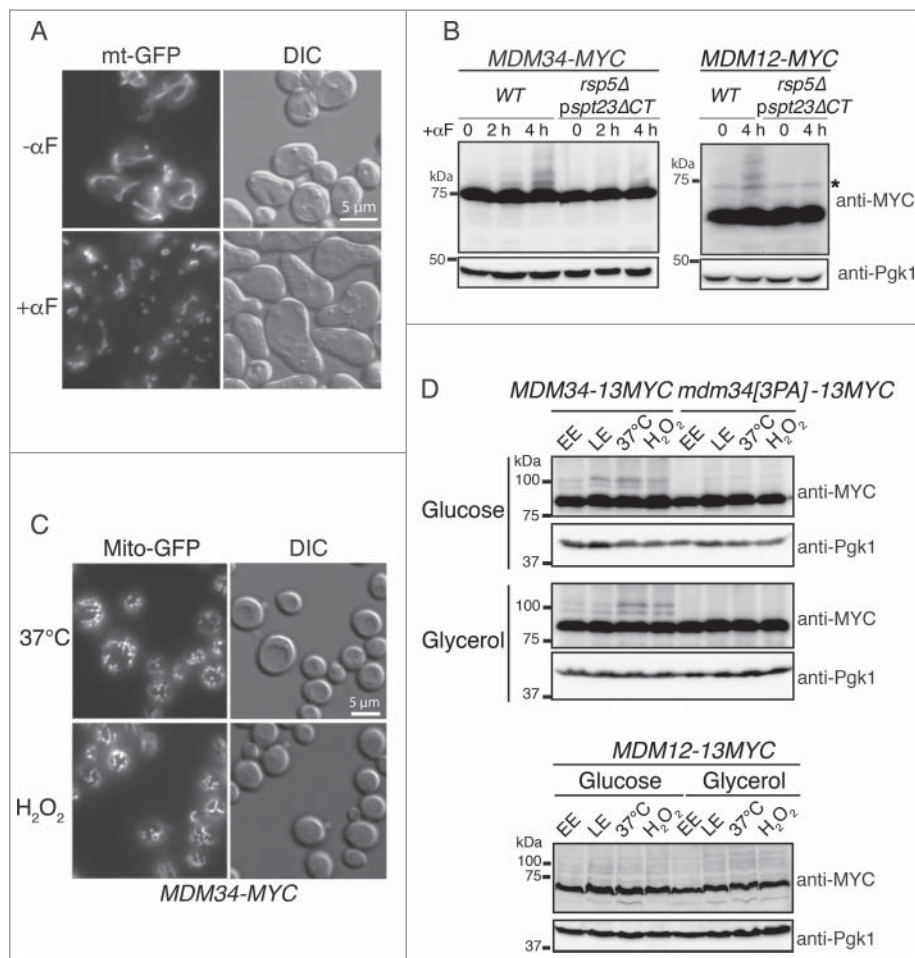 A
mt-GFP DIC
-αF
5 µm
+αF
B
MDM34-MYC
MDM12-MYC
WT
rsp5Δ
pspt23ΔCT
WT
rsp5Δ
pspt23ΔCT
+αF 0 2 h 4 h 0 2 h 4 h
0 4 h 0 4 h
kDa
75
50
kDa
75
*
anti-MYC
50
anti-Pgk1
C
Mito-GFP DIC
37°C
5 µm
H2O2
MDM34-MYC
D
MDM34-13MYC mdm34[3PA]-13MYC
EE LE 37°C H2O2 EE LE 37°C H2O2
kDa
100
anti-MYC
Glucose
75
anti-Pgk1
37
100
anti-MYC
Glycerol
75
anti-Pgk1
37
MDM12-13MYC
Glucose Glycerol
EE LE 37°C H2O2 EE LE 37°C H2O2
kDa
100
75
anti-MYC
37
anti-Pgk1